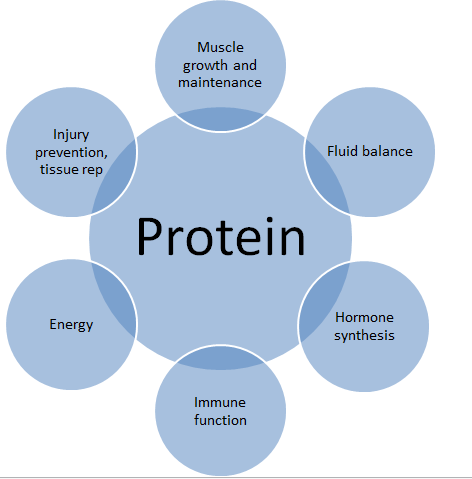 Muscle
growth and
maintenance
Fluid balance
Hormone
synthesis
Immune
function
Energy
Injury
prevention,
tissue rep
Protein